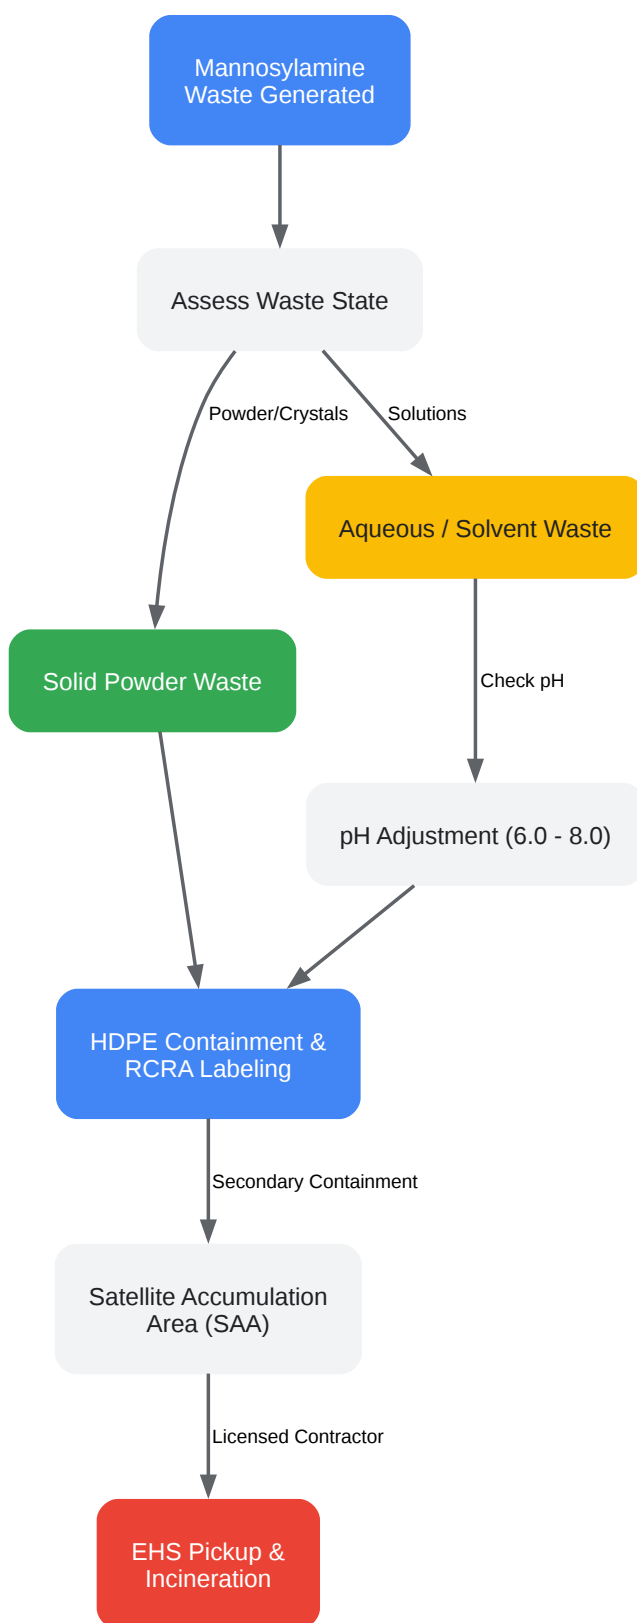 Mannosylamine
Waste Generated
Assess Waste State
Powder/Crystals
Solutions
Aqueous / Solvent Waste
Solid Powder Waste
Check pH
pH Adjustment (6.0 - 8.0)
HDPE Containment &
RCRA Labeling
Secondary Containment
Satellite Accumulation
Area (SAA)
Licensed Contractor
EHS Pickup &
Incineration